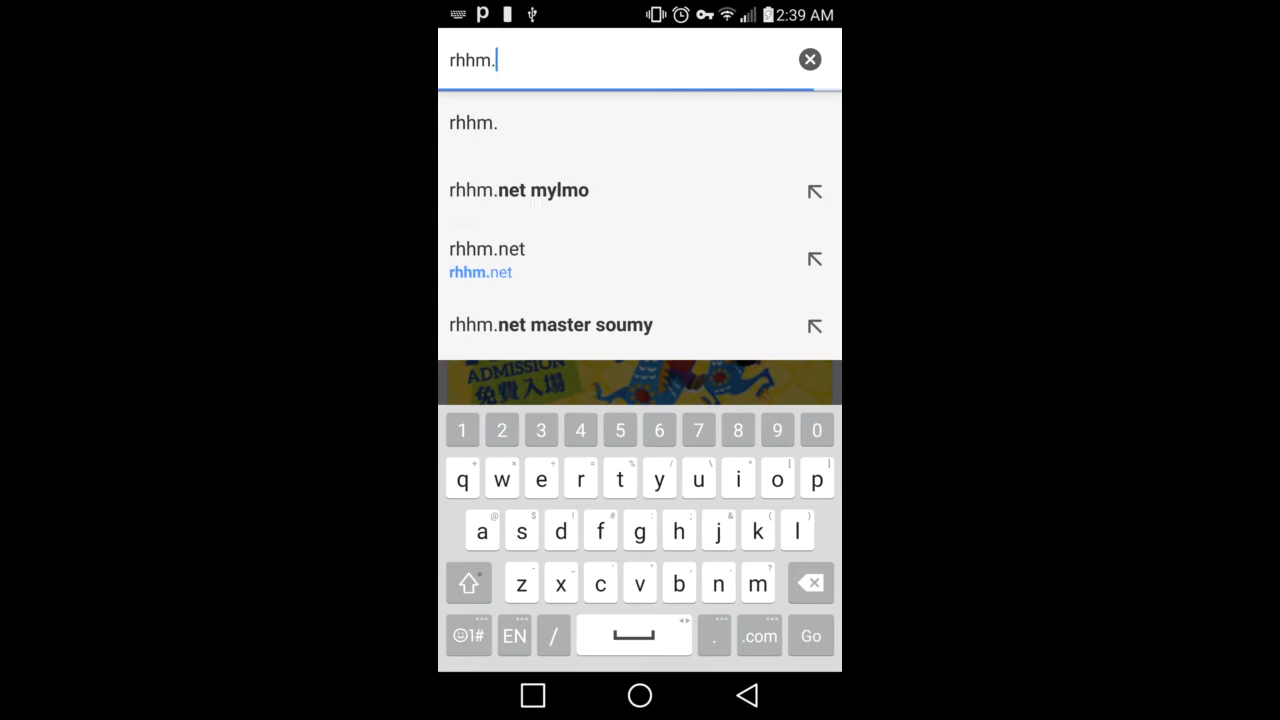 2:39 AM
rhhm.
rhhm.
rhhm.net mylmo
rhhm.net
rhhm.net
rhhm.net master soumy
ADMISSION
免費入場
1 2 3 4 5 6 7 8 9 0
q w e r t y u i o p
a s d f g h j k l
z x c v b n m
☺1# EN / . .com Go